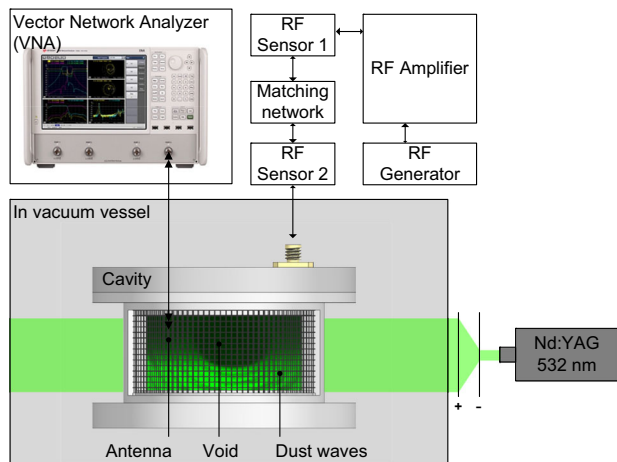 Vector Network Analyzer
(VNA)
RF
Sensor 1
RF Amplifier
Matching
network
RF
Sensor 2
RF
Generator
In vacuum vessel
Cavity
Nd:YAG
532 nm
+ -
Antenna Void Dust waves